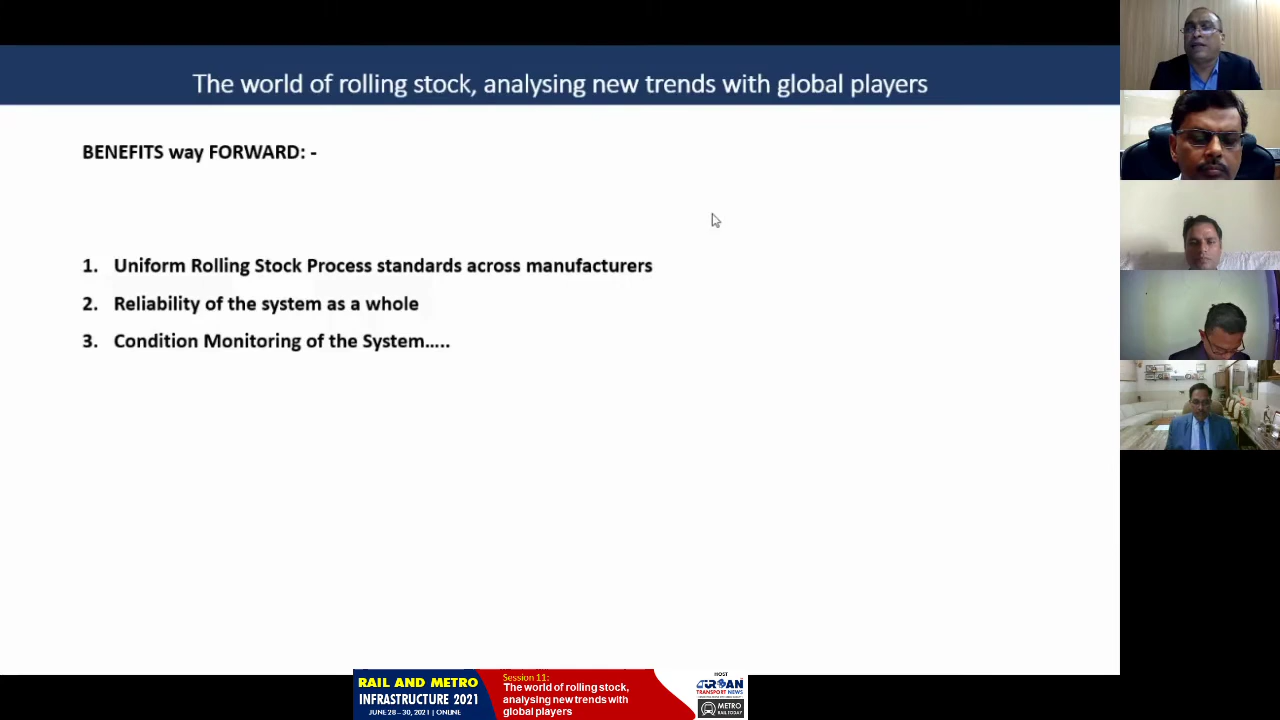 The world of rolling stock, analysing new trends with global players
BENEFITS way FORWARD: -
1. Uniform Rolling Stock Process standards across manufacturers
2. Reliability of the system as a whole
3. Condition Monitoring of the System.....
RAIL AND METRO
INFRASTRUCTURE 2021
JUNE 28 – 30, 2021 | ONLINE
Session 11:
The world of rolling stock,
analysing new trends with
global players
HOST
URBAN
TRANSPORT NEWS
METRO
RAIL TODAY